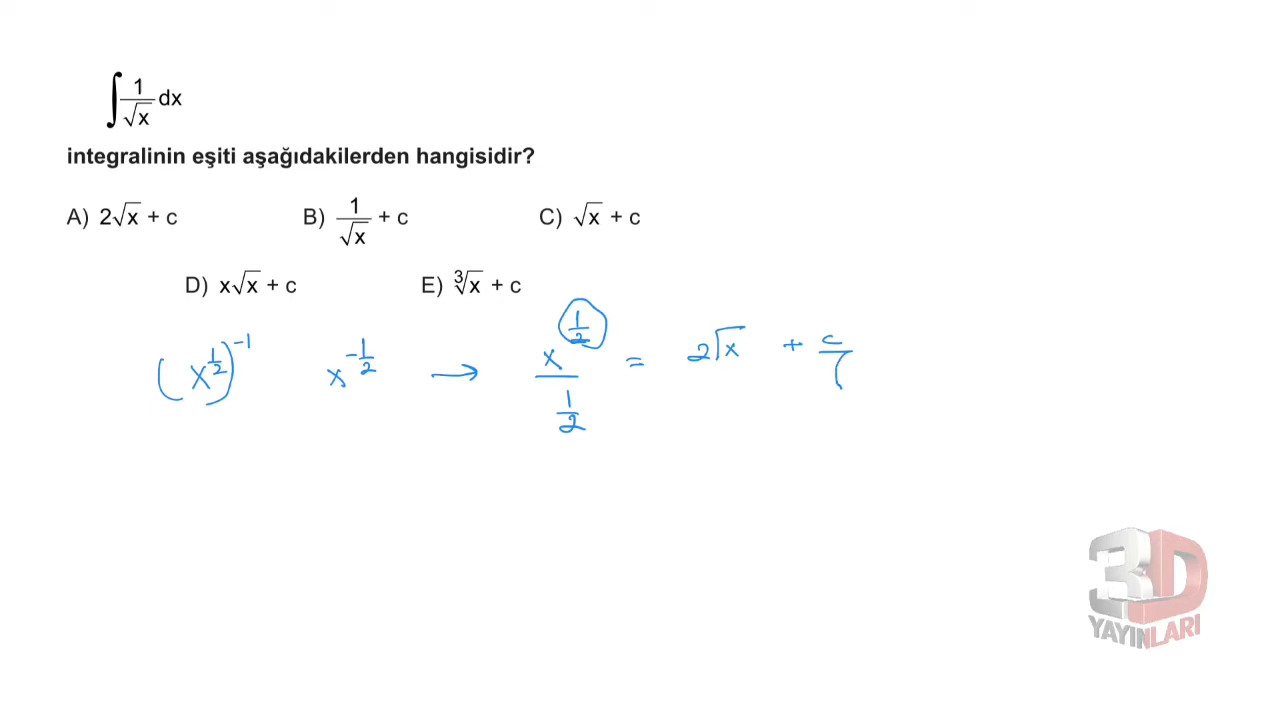 ∫ 1/√x dx
integralinin eşiti aşağıdakilerden hangisidir?
A) 2√x + c B) 1/√x + c C) √x + c
D) x√x + c E) ∛x + c
(x^(1/2))^-1 x^(-1/2) → x^(1/2) / (1/2) = 2√x + c
3D
YAYINLARI